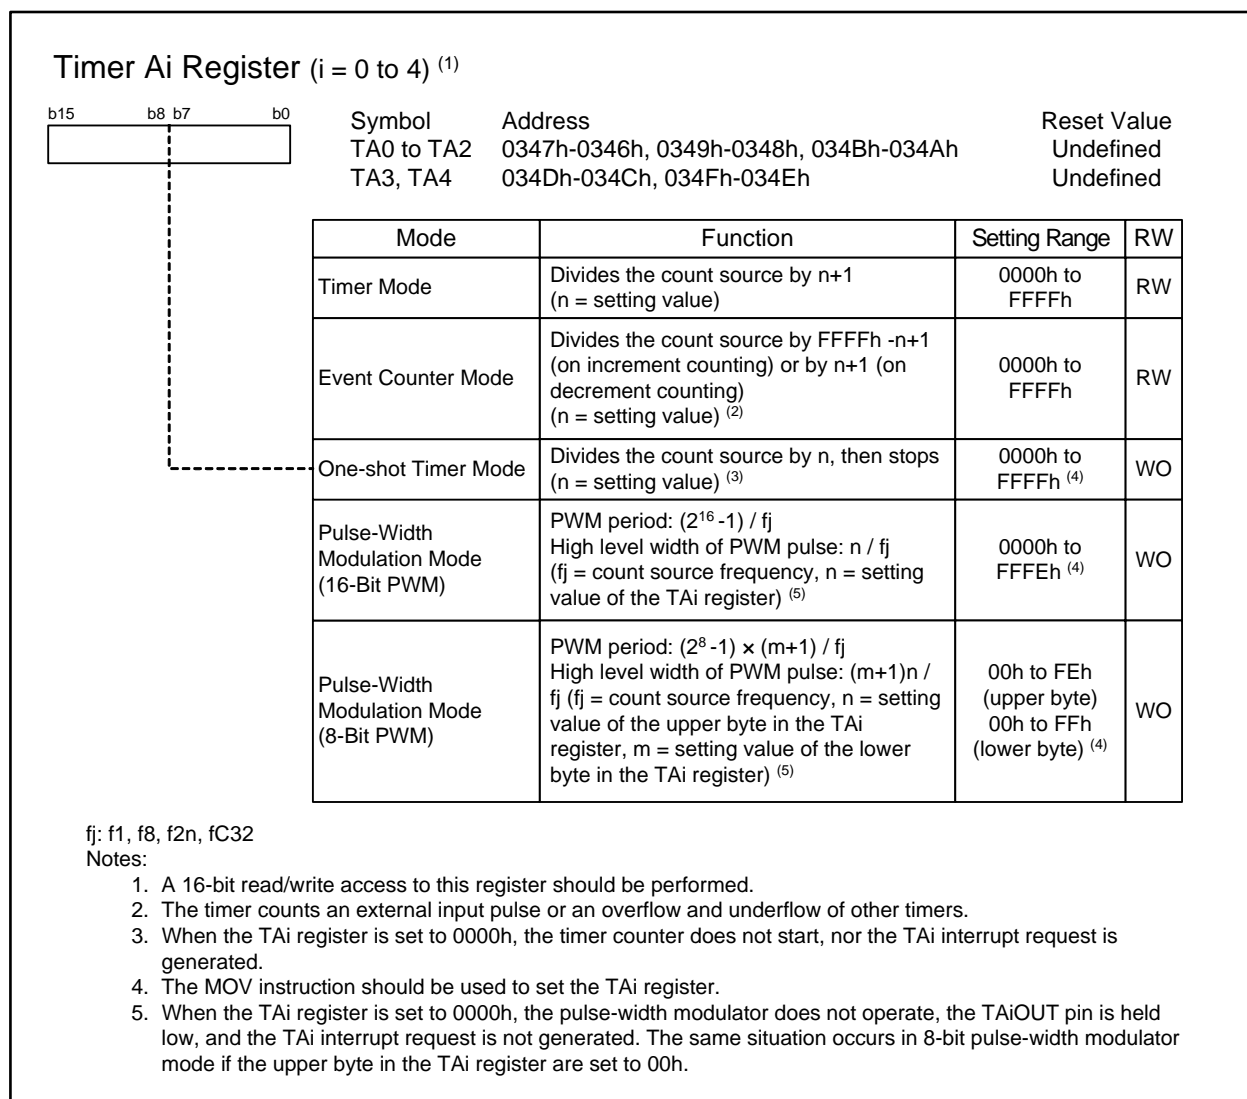 Timer Ai Register (i = 0 to 4) (1)
b15 b8 b7 b0
Symbol Address Reset Value
TA0 to TA2 0347h-0346h, 0349h-0348h, 034Bh-034Ah Undefined
TA3, TA4 034Dh-034Ch, 034Fh-034Eh Undefined
Mode Function Setting Range RW
Timer Mode
Divides the count source by n+1
(n = setting value)
0000h to
FFFFh
RW
Event Counter Mode
Divides the count source by FFFFh -n+1
(on increment counting) or by n+1 (on
decrement counting)
(n = setting value) (2)
0000h to
FFFFh
RW
One-shot Timer Mode
Divides the count source by n, then stops
(n = setting value) (3)
0000h to
FFFFh (4)
WO
Pulse-Width
Modulation Mode
(16-Bit PWM)
PWM period: (2^16 -1) / fj
High level width of PWM pulse: n / fj
(fj = count source frequency, n = setting
value of the TAi register) (5)
0000h to
FFFEh (4)
WO
Pulse-Width
Modulation Mode
(8-Bit PWM)
PWM period: (2^8 -1) × (m+1) / fj
High level width of PWM pulse: (m+1)n /
fj (fj = count source frequency, n = setting
value of the upper byte in the TAi
register, m = setting value of the lower
byte in the TAi register) (5)
00h to FEh
(upper byte)
00h to FFh
(lower byte) (4)
WO
fj: f1, f8, f2n, fC32
Notes:
1. A 16-bit read/write access to this register should be performed.
2. The timer counts an external input pulse or an overflow and underflow of other timers.
3. When the TAi register is set to 0000h, the timer counter does not start, nor the TAi interrupt request is
generated.
4. The MOV instruction should be used to set the TAi register.
5. When the TAi register is set to 0000h, the pulse-width modulator does not operate, the TAiOUT pin is held
low, and the TAi interrupt request is not generated. The same situation occurs in 8-bit pulse-width modulator
mode if the upper byte in the TAi register are set to 00h.